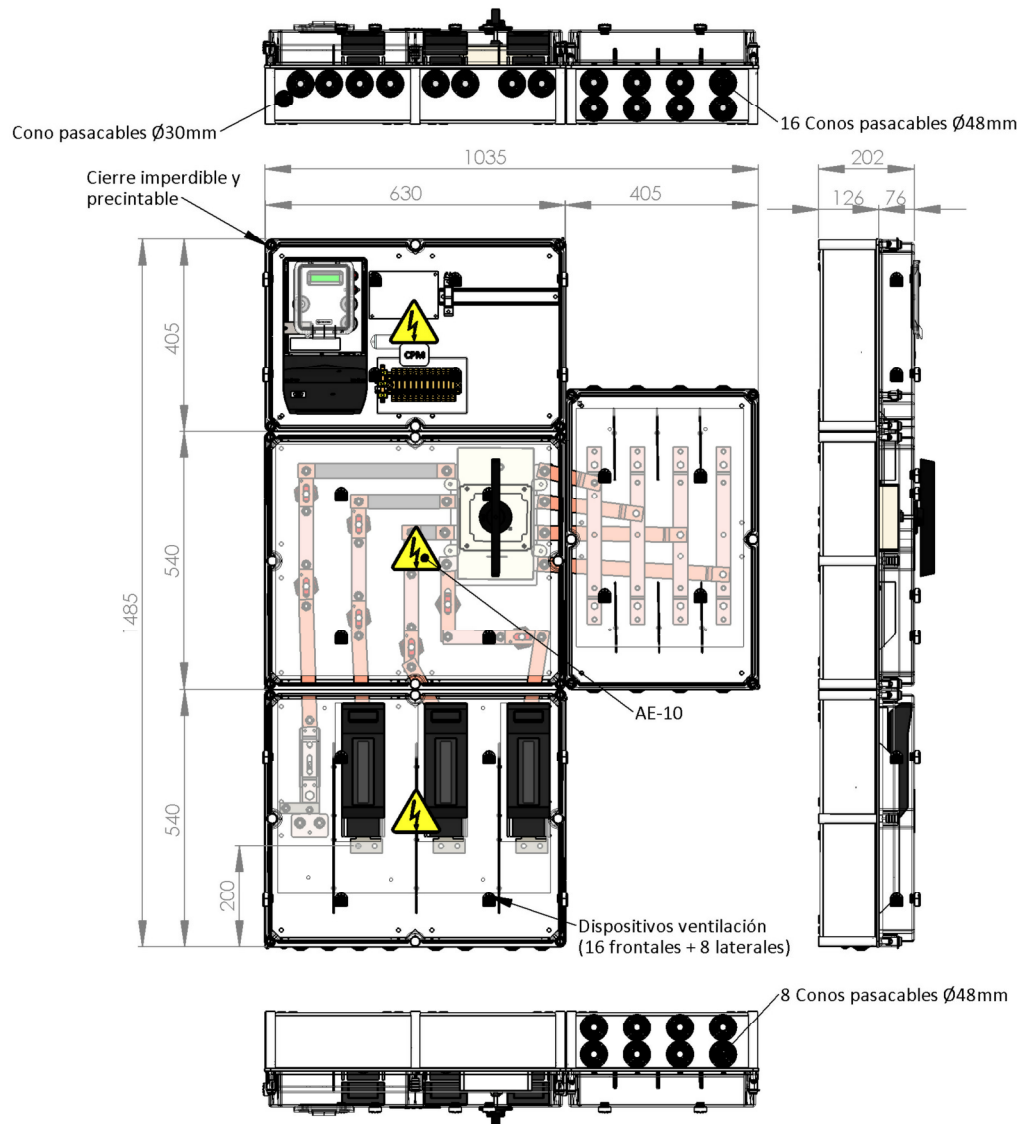 Cono pasacables Ø30mm
16 Conos pasacables Ø48mm
Cierre imperdible y
precintable
1035
630
405
202
126
76
405
540
1485
540
200
CPM
AE-10
Dispositivos ventilación
(16 frontales + 8 laterales)
8 Conos pasacables Ø48mm